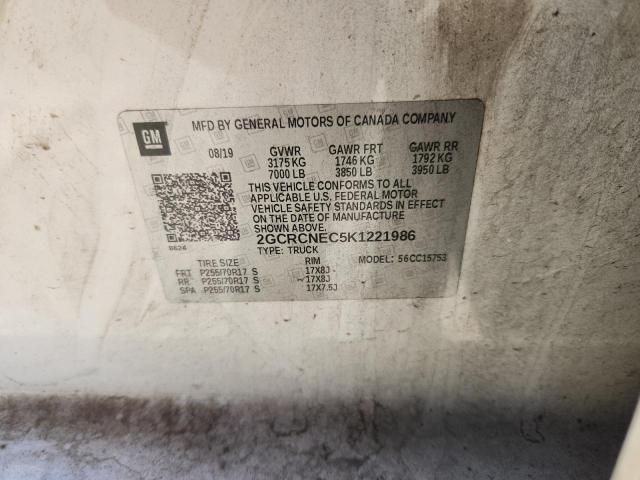 GM
MFD BY GENERAL MOTORS OF CANADA COMPANY
08/19 GVWR GAWR FRT GAWR RR
3175 KG 1746 KG 1792 KG
7000 LB 3850 LB 3950 LB
THIS VEHICLE CONFORMS TO ALL
APPLICABLE U.S. FEDERAL MOTOR
VEHICLE SAFETY STANDARDS IN EFFECT
ON THE DATE OF MANUFACTURE
SHOWN ABOVE.
2GCRCNEC5K1221986
8624 TYPE: TRUCK
TIRE SIZE RIM MODEL: 56CC15753
FRT P255/70R17 S 17X8J
RR P255/70R17 S 17X8J
SPA P255/70R17 S 17X7.5J